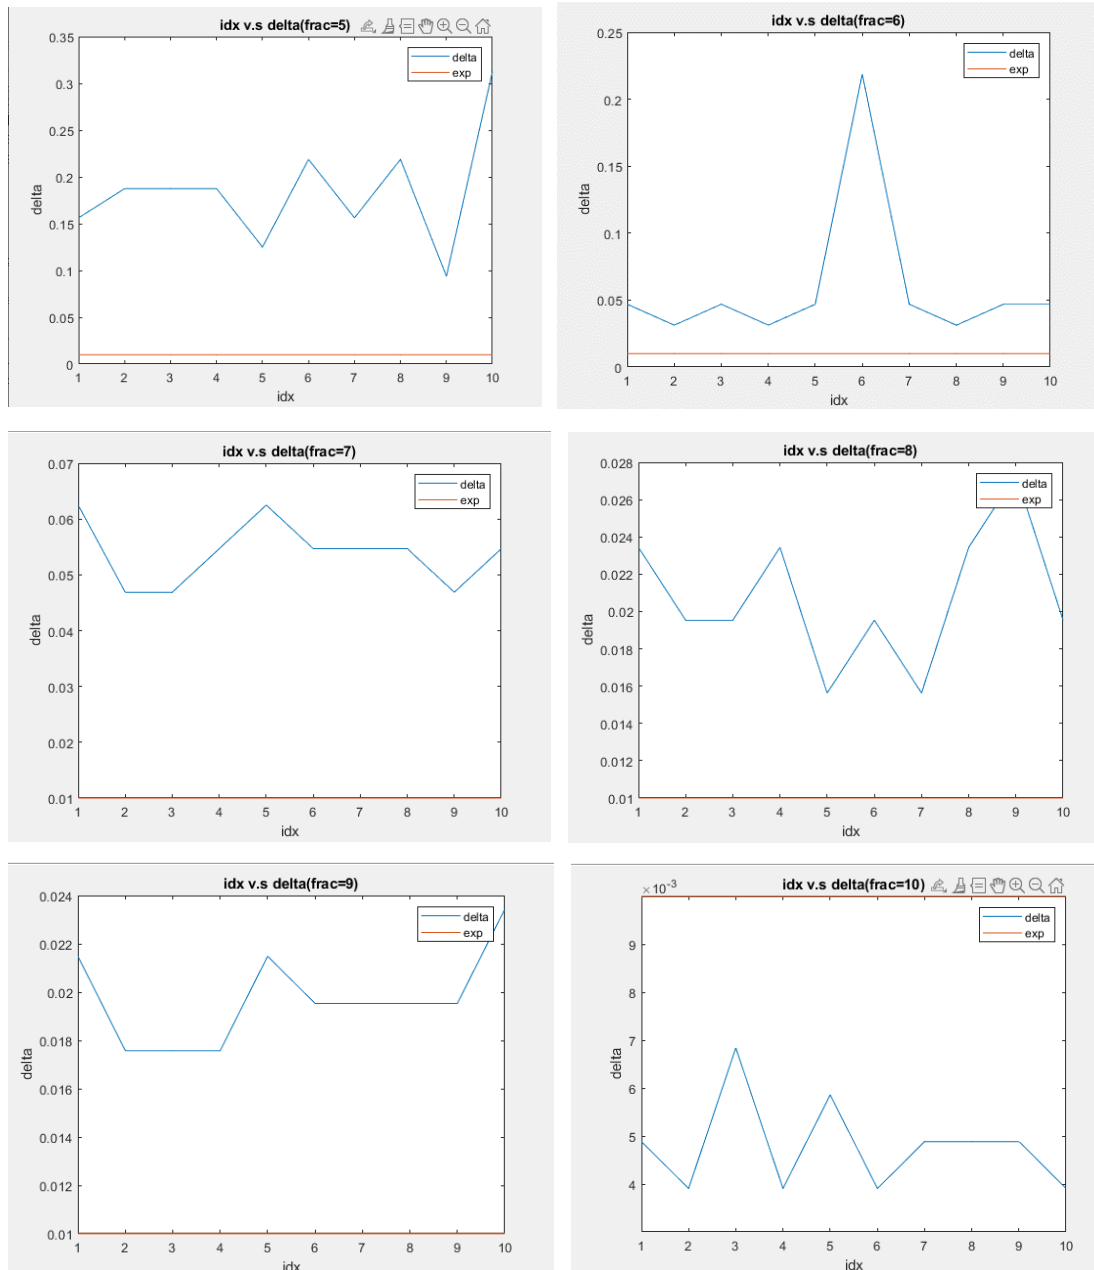 idx v.s delta(frac=5)
0.35
0.3
0.25
0.2
0.15
0.1
0.05
0
delta
delta
exp
1 2 3 4 5 6 7 8 9 10
idx
idx v.s delta(frac=6)
0.25
0.2
0.15
0.1
0.05
0
delta
delta
exp
1 2 3 4 5 6 7 8 9 10
idx
idx v.s delta(frac=7)
0.07
0.06
0.05
0.04
0.03
0.02
0.01
delta
delta
exp
1 2 3 4 5 6 7 8 9 10
idx
idx v.s delta(frac=8)
0.028
0.026
0.024
0.022
0.02
0.018
0.016
0.014
0.012
0.01
delta
delta
exp
1 2 3 4 5 6 7 8 9 10
idx
idx v.s delta(frac=9)
0.024
0.022
0.02
0.018
0.016
0.014
0.012
0.01
delta
delta
exp
1 2 3 4 5 6 7 8 9 10
idx
×10⁻³
idx v.s delta(frac=10)
9
8
7
6
5
4
delta
delta
exp
1 2 3 4 5 6 7 8 9 10
idx